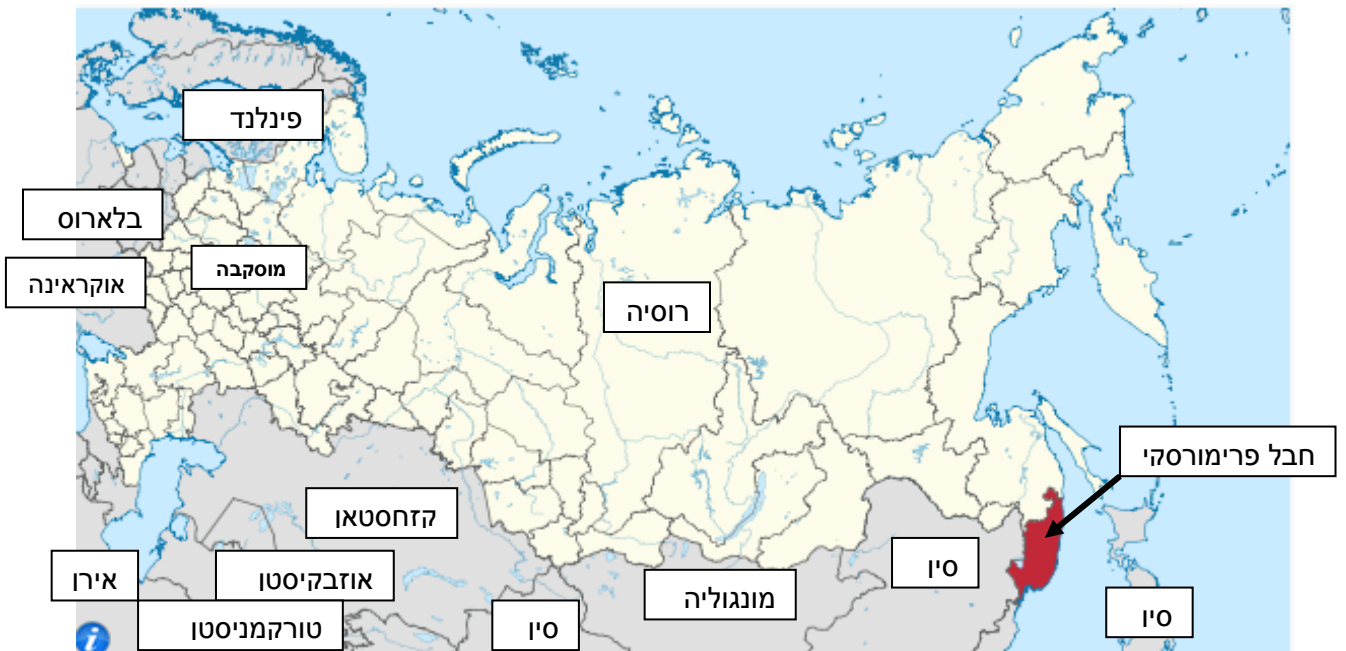 פינלנד
בלארוס
מוסקבה
אוקראינה
רוסיה
חבל פרימורסקי
קזחסטאן
סין
אירן
אוזבקיסטן
מונגוליה
סין
טורקמניסטן
סין
i